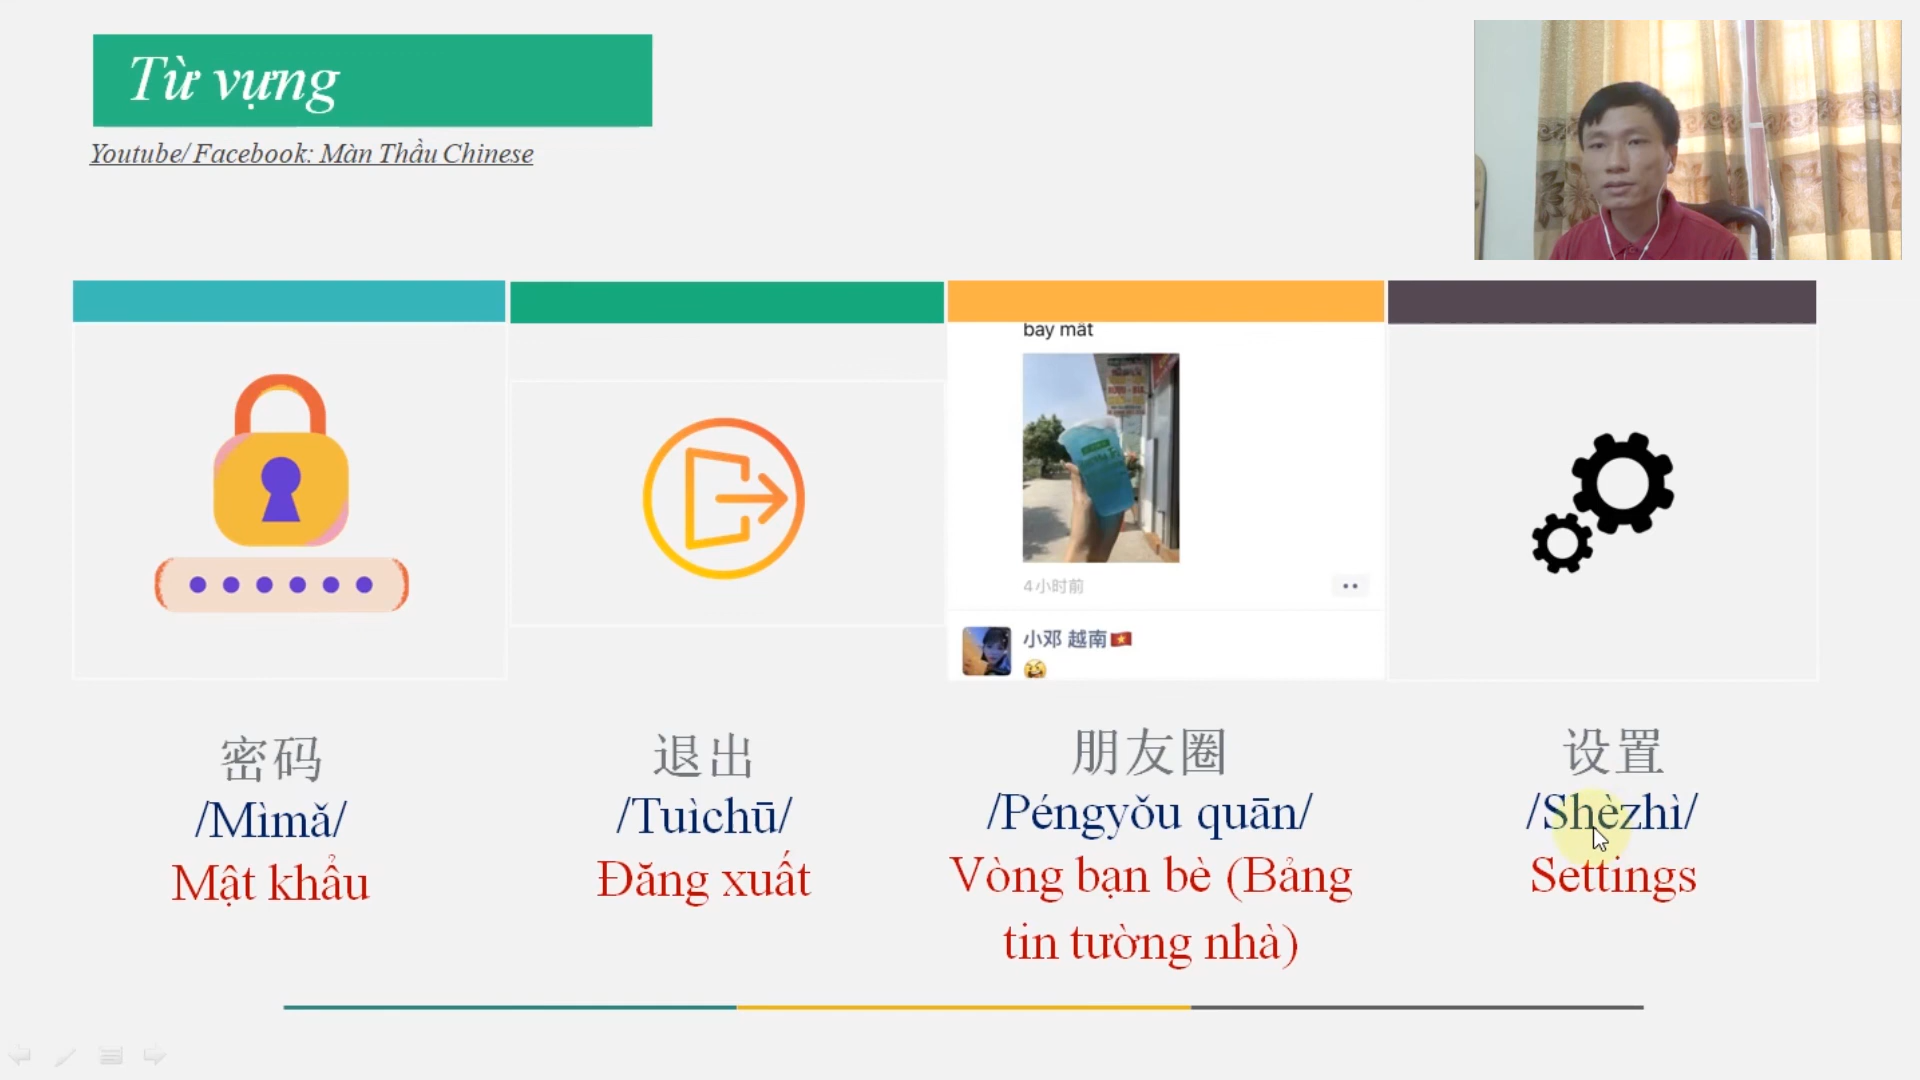 Từ vựng
Youtube/ Facebook: Màn Thầu Chinese
bay mất
4小时前
小邓 越南🇻🇳
密码
/Mìmǎ/
Mật khẩu
退出
/Tuìchū/
Đăng xuất
朋友圈
/Péngyǒu quān/
Vòng bạn bè (Bảng
tin tường nhà)
设置
/Shèzhì/
Settings